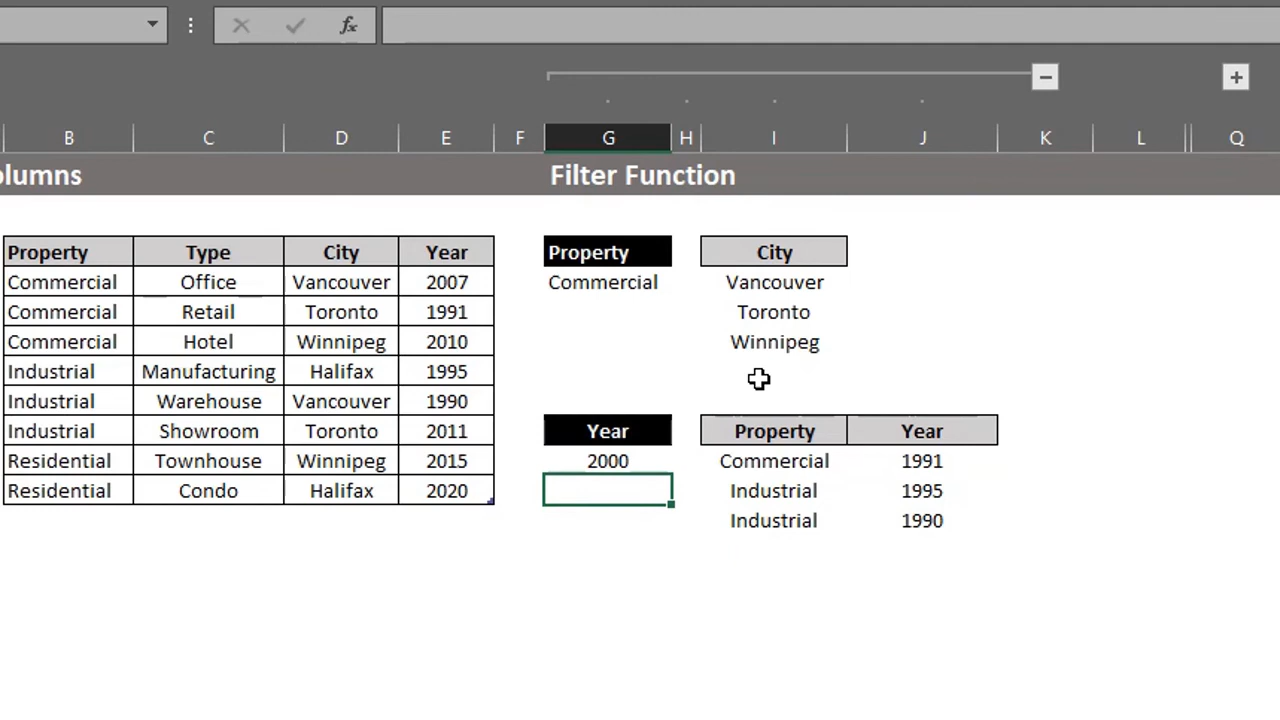 fx
B C D E F G H I J K L Q
olumns Filter Function
Property Type City Year Property City
Commercial Office Vancouver 2007 Commercial Vancouver
Commercial Retail Toronto 1991 Toronto
Commercial Hotel Winnipeg 2010 Winnipeg
Industrial Manufacturing Halifax 1995
Industrial Warehouse Vancouver 1990
Industrial Showroom Toronto 2011 Year Property Year
Residential Townhouse Winnipeg 2015 2000 Commercial 1991
Residential Condo Halifax 2020 Industrial 1995
Industrial 1990